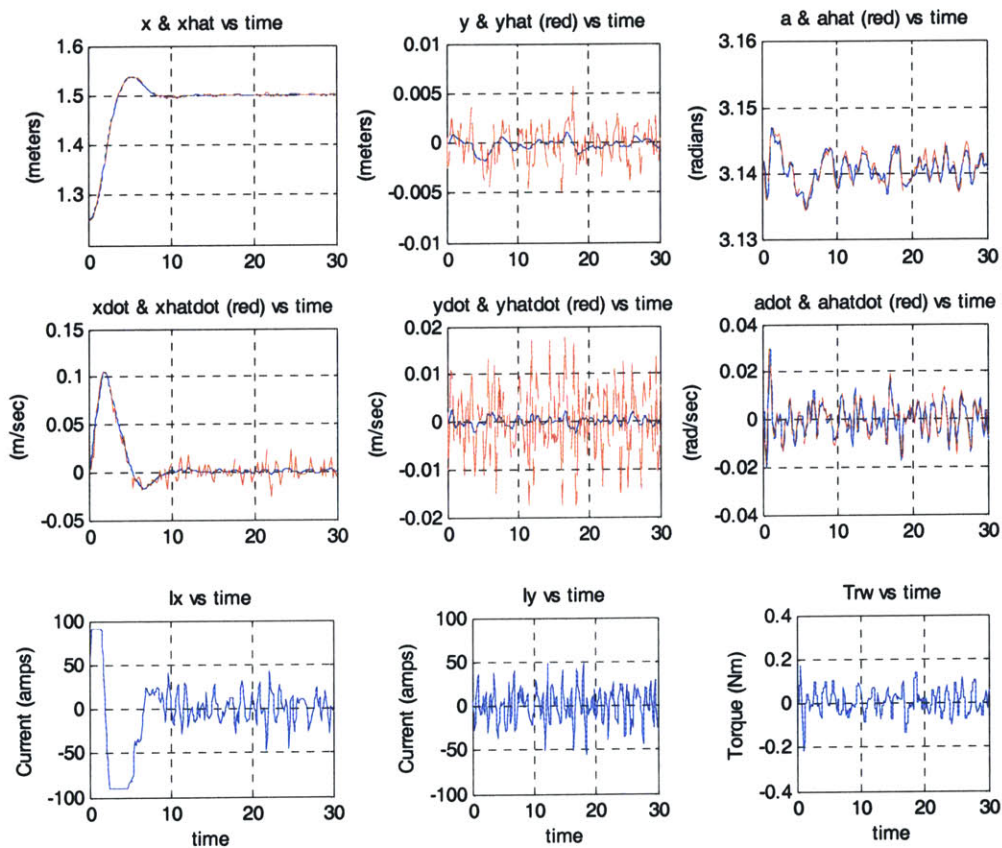 x & xhat vs time
y & yhat (red) vs time
a & ahat (red) vs time
(meters)
1.6
1.5
1.4
1.3
0 10 20 30
(meters)
0.01
0.005
0
-0.005
-0.01
0 10 20 30
(radians)
3.16
3.15
3.14
3.13
0 10 20 30
xdot & xhatdot (red) vs time
ydot & yhatdot (red) vs time
adot & ahatdot (red) vs time
(m/sec)
0.15
0.1
0.05
0
-0.05
0 10 20 30
(m/sec)
0.02
0.01
0
-0.01
-0.02
0 10 20 30
(rad/sec)
0.04
0.02
0
-0.02
-0.04
0 10 20 30
Ix vs time
Iy vs time
Trw vs time
Current (amps)
100
50
0
-50
-100
0 10 20 30
time
Current (amps)
100
50
0
-50
-100
0 10 20 30
Torque (Nm)
0.4
0.2
0
-0.2
-0.4
0 10 20 30
time